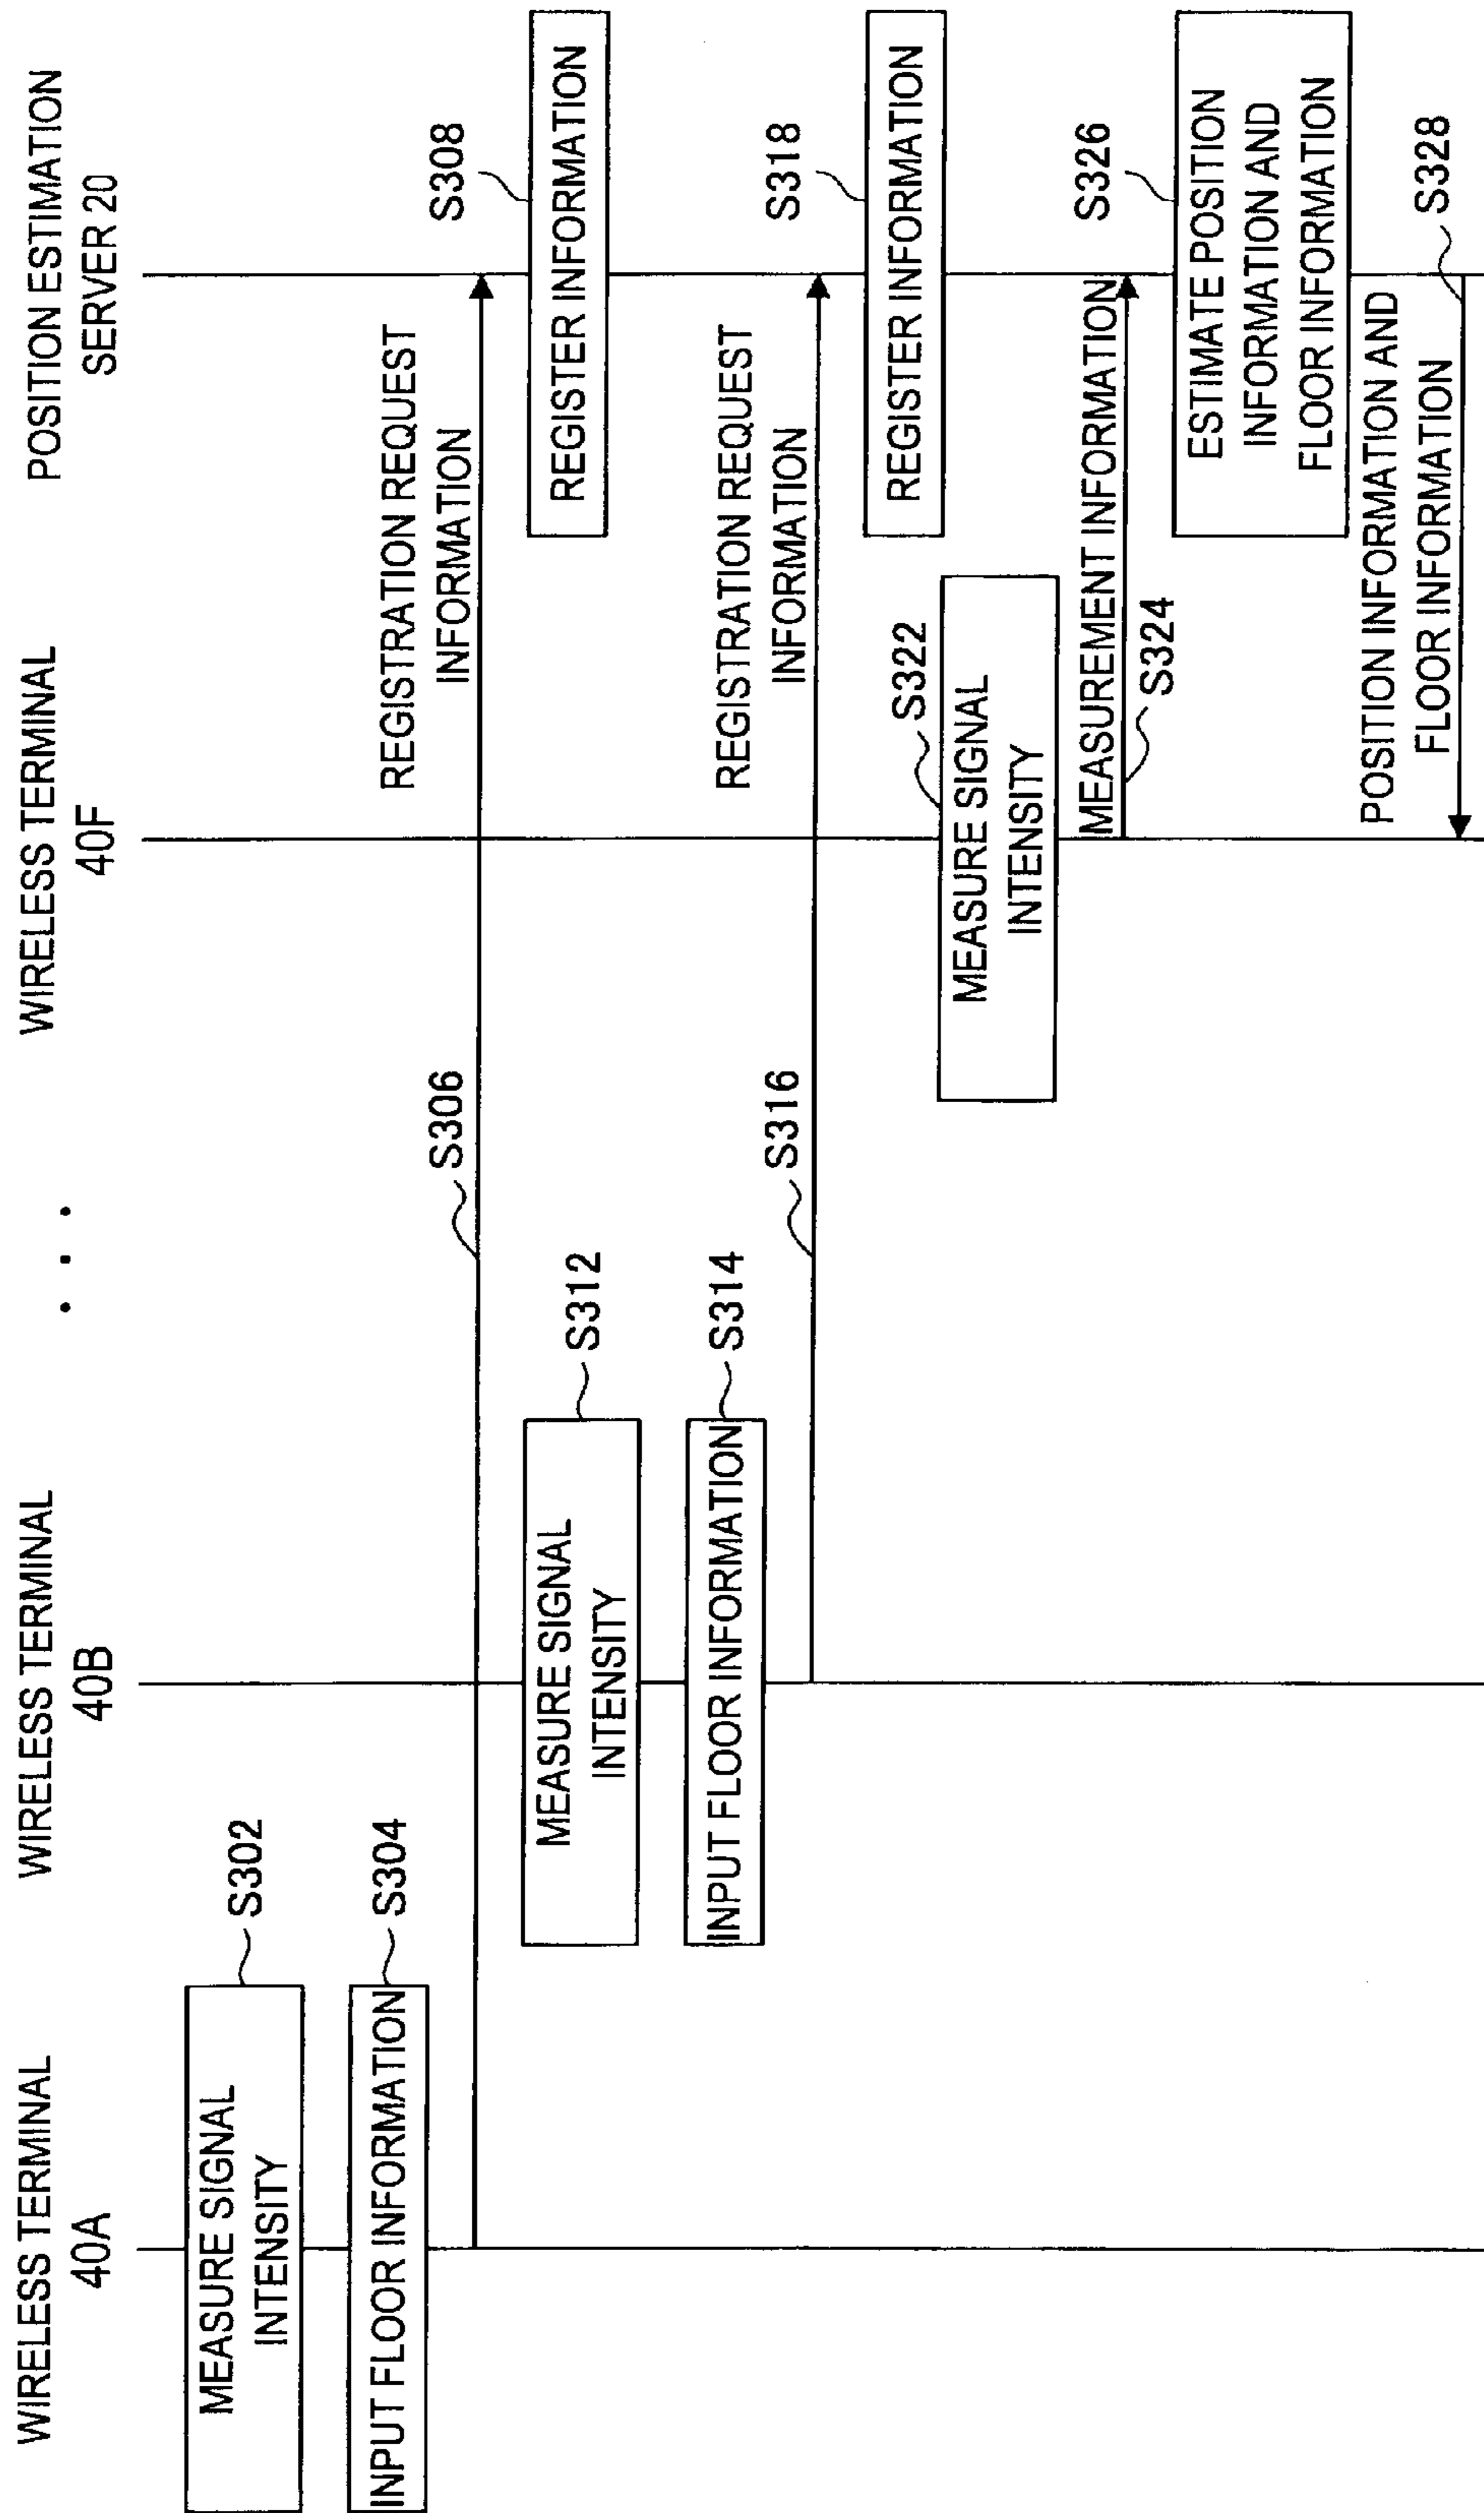 WIRELESS TERMINAL
40A
WIRELESS TERMINAL
40B
. . .
WIRELESS TERMINAL
40F
POSITION ESTIMATION
SERVER 20
MEASURE SIGNAL
INTENSITY
S302
INPUT FLOOR INFORMATION
S304
S306
REGISTRATION REQUEST
INFORMATION
S308
REGISTER INFORMATION
MEASURE SIGNAL
INTENSITY
S312
INPUT FLOOR INFORMATION
S314
S316
REGISTRATION REQUEST
INFORMATION
S318
REGISTER INFORMATION
MEASURE SIGNAL
INTENSITY
S322
MEASUREMENT INFORMATION
S324
S326
ESTIMATE POSITION
INFORMATION AND
FLOOR INFORMATION
POSITION INFORMATION AND
FLOOR INFORMATION
S328